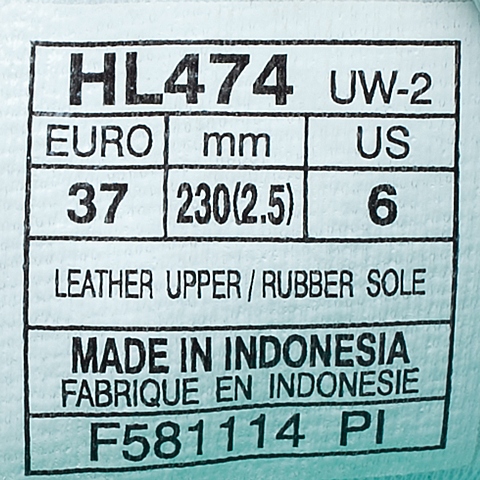 HL474 UW-2
EURO mm US
37 230(2.5) 6
LEATHER UPPER / RUBBER SOLE
MADE IN INDONESIA
FABRIQUE EN INDONESIE
F581114 PI